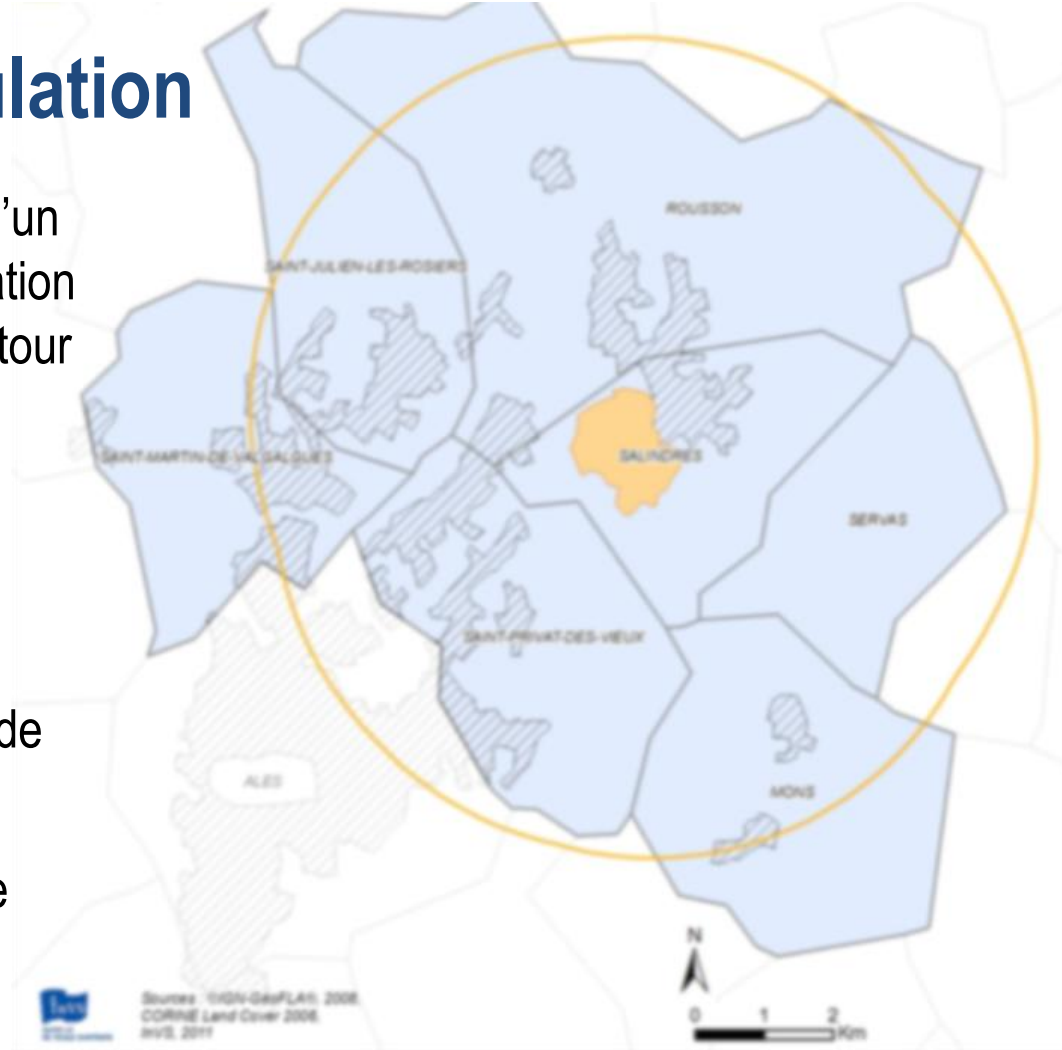 ulation
'un
ation
tour
de
e
ROUSSON
SAINT-JULIEN-LES-ROSIERS
SAINT-MARTIN-DE-VALGALGUES
SALINDRES
SERVAS
SAINT-PRIVAT-DES-VIEUX
ALES
MONS
N
0 1 2
Km
Sources : ©IGN-GéoFLA®, 2008,
CORINE Land Cover 2006,
InVS, 2011